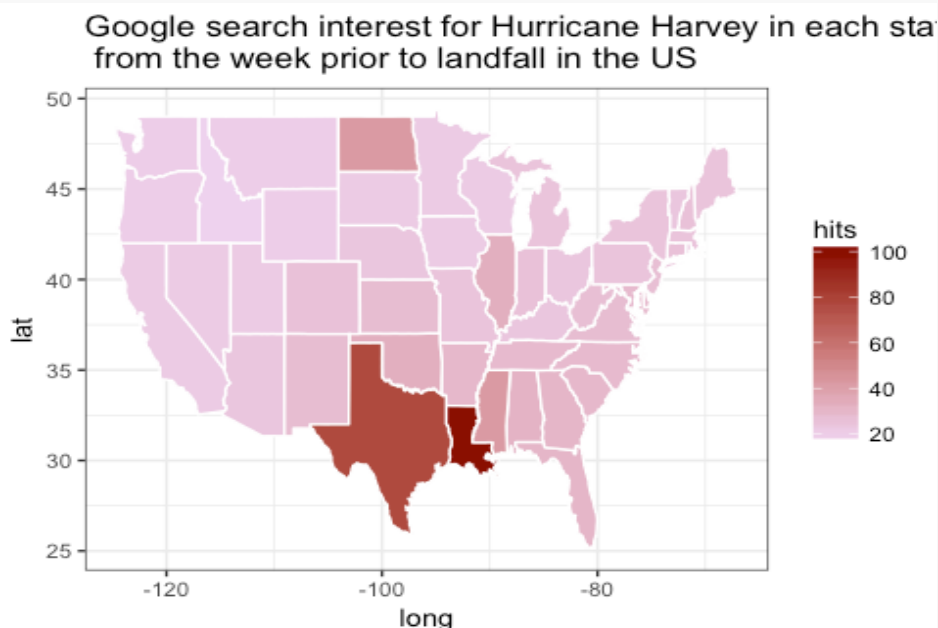 Google search interest for Hurricane Harvey in each sta
from the week prior to landfall in the US
50
45
40
35
30
25
lat
-120
-100
-80
long
hits
100
80
60
40
20